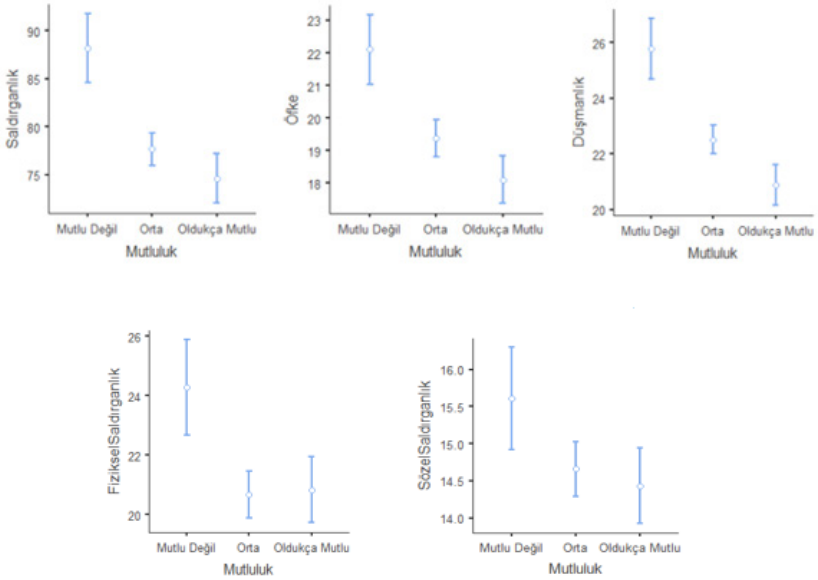 Saldırganlık
90
85
80
75
Mutlu Değil Orta Oldukça Mutlu
Mutluluk
Öfke
23
22
21
20
19
18
Mutlu Değil Orta Oldukça Mutlu
Mutluluk
Düşmanlık
26
24
22
20
Mutlu Değil Orta Oldukça Mutlu
Mutluluk
FizikselSaldırganlık
26
24
22
20
Mutlu Değil Orta Oldukça Mutlu
Mutluluk
SözelSaldırganlık
16.0
15.5
15.0
14.5
14.0
Mutlu Değil Orta Oldukça Mutlu
Mutluluk